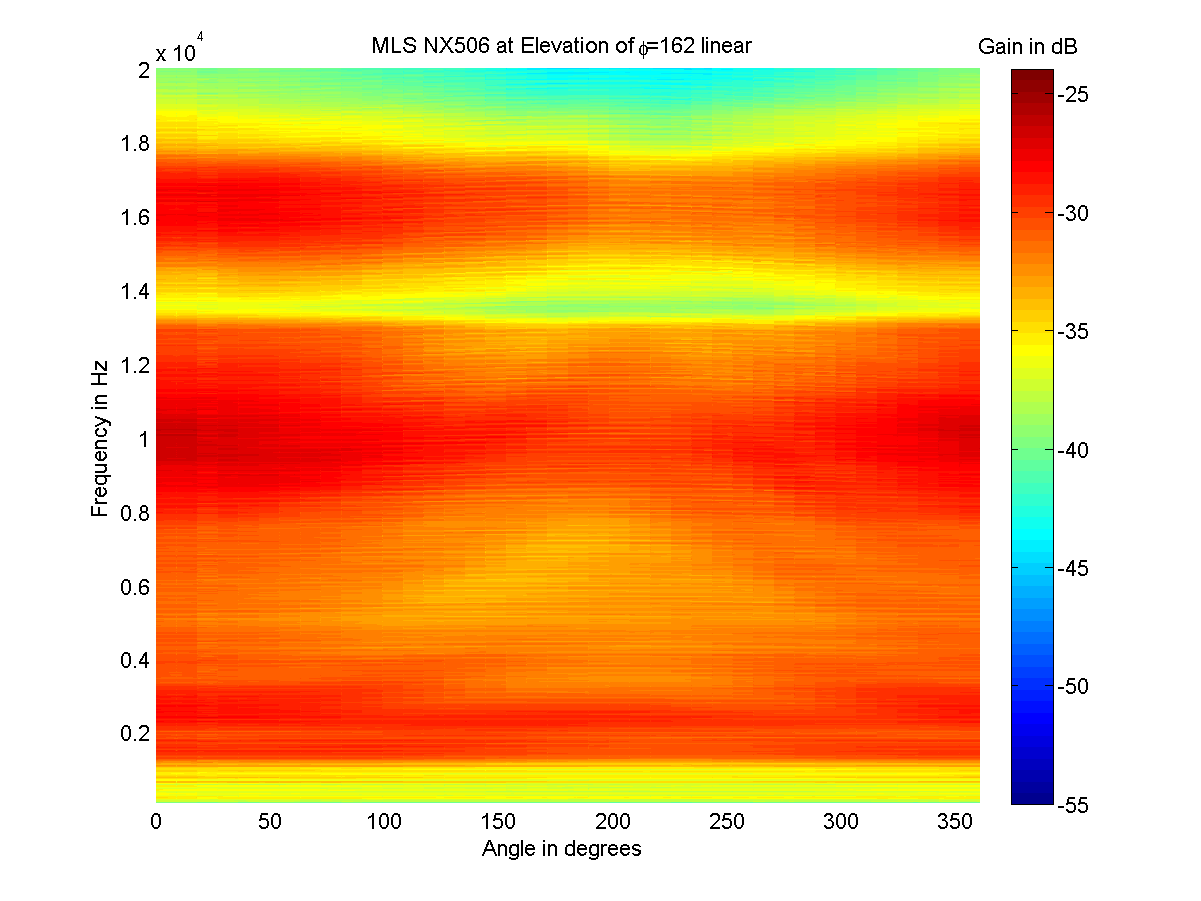 MLS NX506 at Elevation of ϕ=162 linear
Gain in dB
x 10⁴
2
1.8
1.6
1.4
1.2
1
0.8
0.6
0.4
0.2
Frequency in Hz
0 50 100 150 200 250 300 350
Angle in degrees
-25
-30
-35
-40
-45
-50
-55